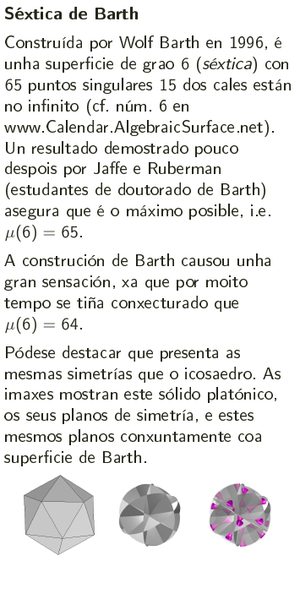 Séxtica de Barth
Construída por Wolf Barth en 1996, é
unha superficie de grao 6 (séxtica) con
65 puntos singulares 15 dos cales están
no infinito (cf. núm. 6 en
www.Calendar.AlgebraicSurface.net).
Un resultado demostrado pouco
despois por Jaffe e Ruberman
(estudantes de doutorado de Barth)
asegura que é o máximo posible, i.e.
μ(6) = 65.
A construción de Barth causou unha
gran sensación, xa que por moito
tempo se tiña conxecturado que
μ(6) = 64.
Pódese destacar que presenta as
mesmas simetrías que o icosaedro. As
imaxes mostran este sólido platónico,
os seus planos de simetría, e estes
mesmos planos conxuntamente coa
superficie de Barth.